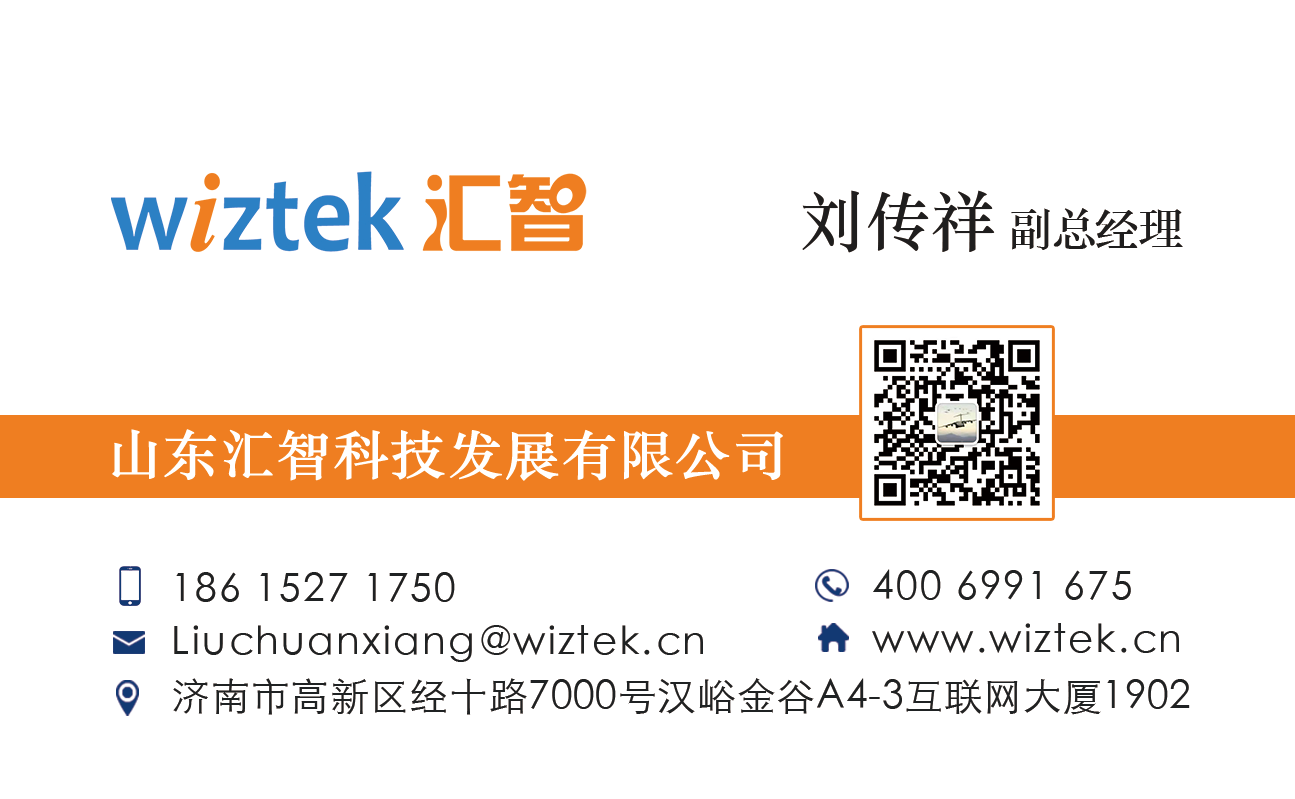 wiztek 汇智
刘传祥 副总经理
山东汇智科技发展有限公司
186 1527 1750
400 6991 675
Liuchuanxiang@wiztek.cn
www.wiztek.cn
济南市高新区经十路7000号汉峪金谷A4-3互联网大厦1902